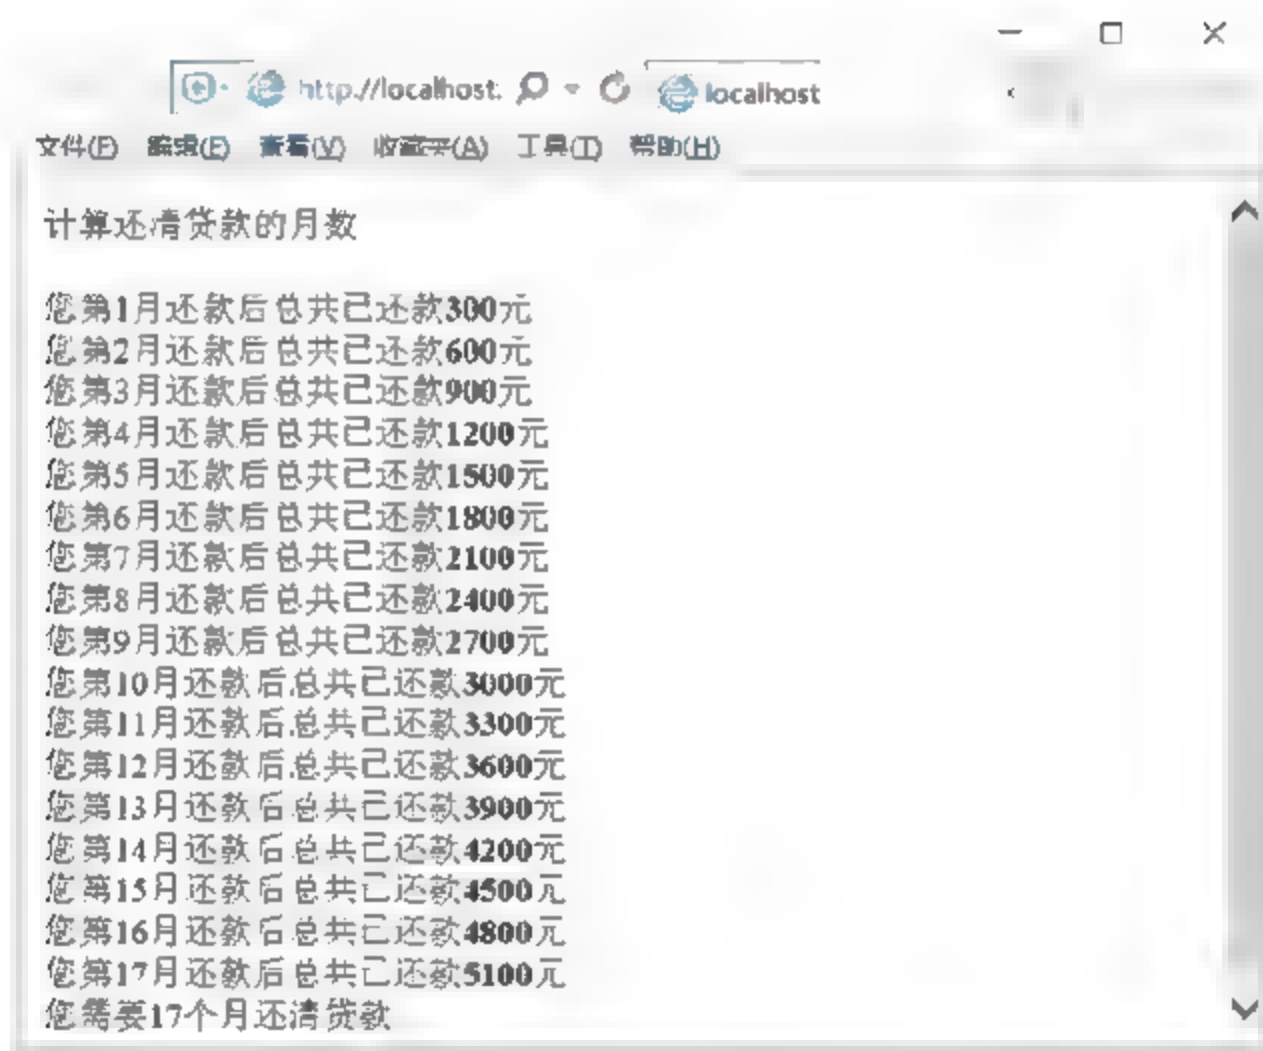 http://localhost: localhost
文件(F) 编辑(E) 查看(V) 收藏夹(A) 工具(T) 帮助(H)
计算还清贷款的月数
您第1月还款后总共已还款300元
您第2月还款后总共已还款600元
您第3月还款后总共已还款900元
您第4月还款后总共已还款1200元
您第5月还款后总共已还款1500元
您第6月还款后总共已还款1800元
您第7月还款后总共已还款2100元
您第8月还款后总共已还款2400元
您第9月还款后总共已还款2700元
您第10月还款后总共已还款3000元
您第11月还款后总共已还款3300元
您第12月还款后总共已还款3600元
您第13月还款后总共已还款3900元
您第14月还款后总共已还款4200元
您第15月还款后总共已还款4500元
您第16月还款后总共已还款4800元
您第17月还款后总共已还款5100元
您需要17个月还清贷款